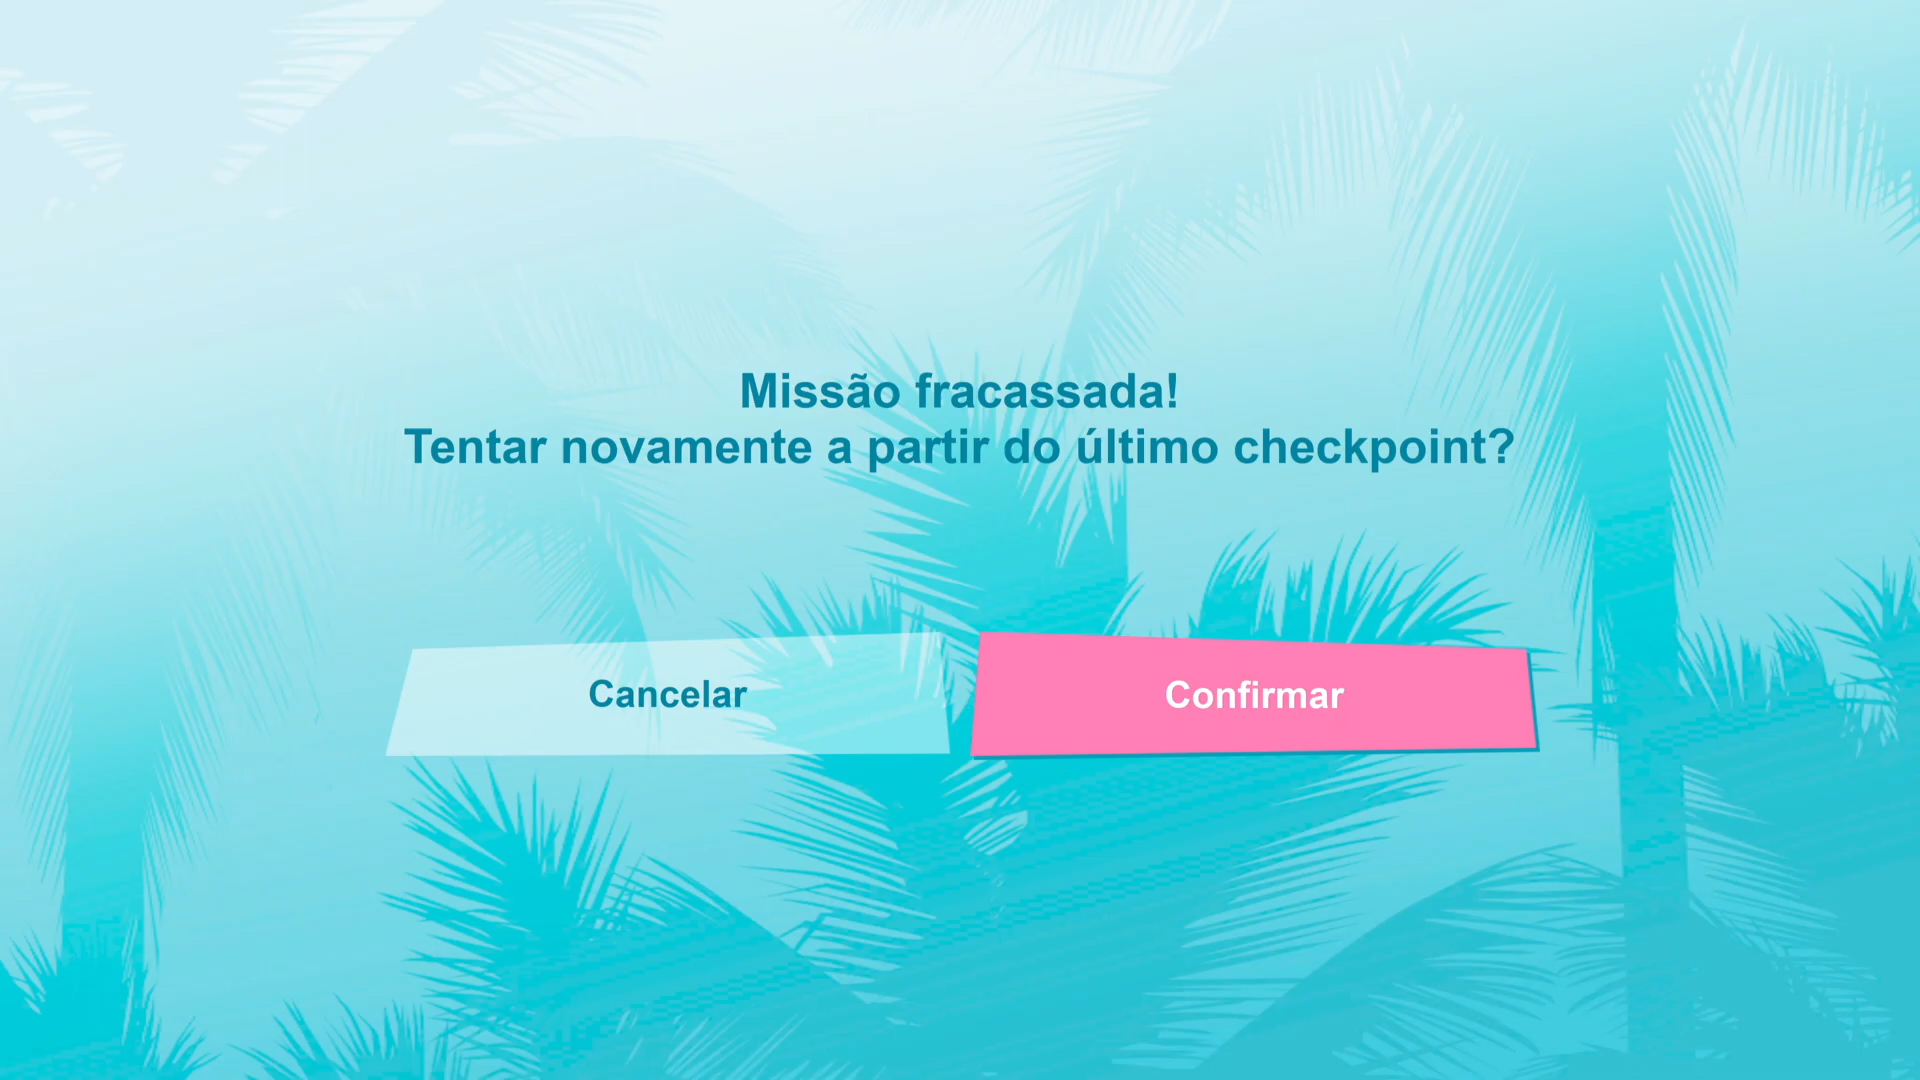 Missão fracassada!
Tentar novamente a partir do último checkpoint?
Cancelar
Confirmar